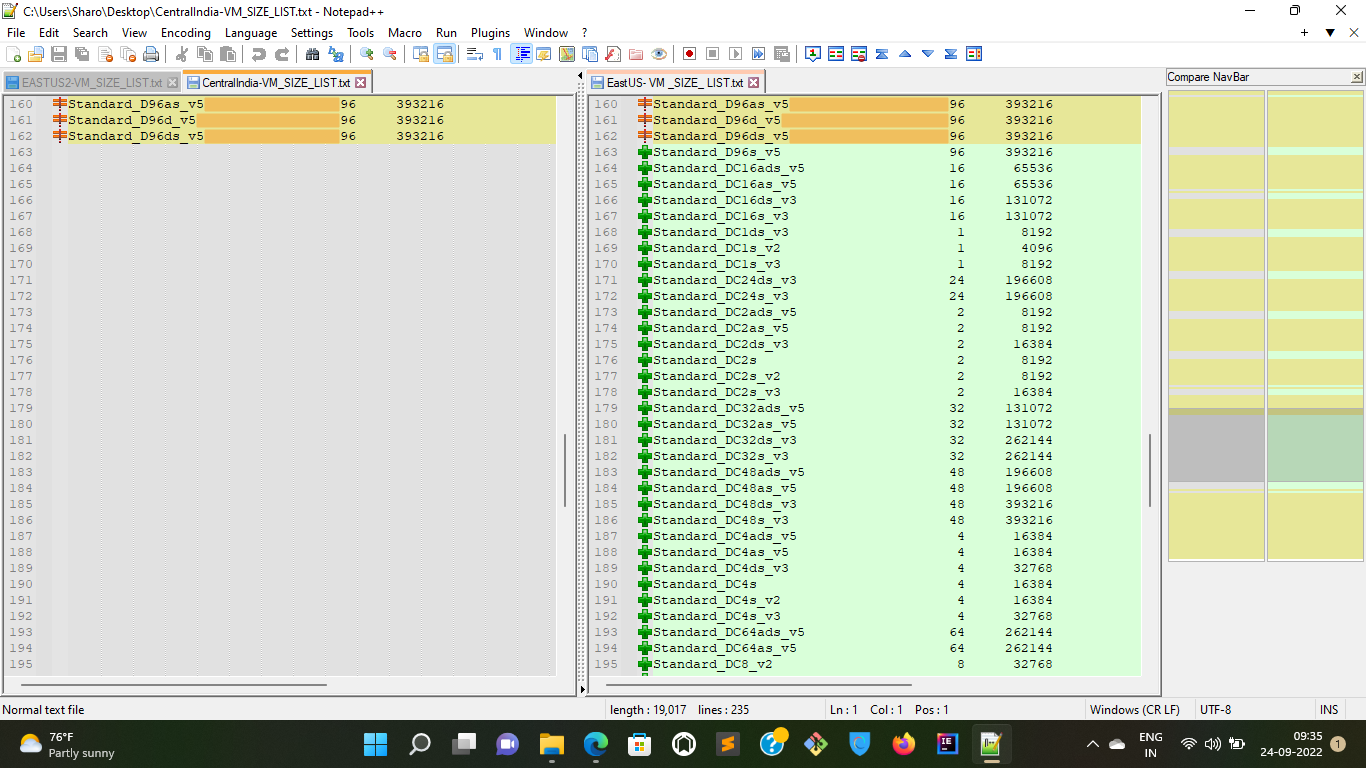 C:\Users\Sharo\Desktop\CentralIndia-VM_SIZE_LIST.txt - Notepad++
File Edit Search View Encoding Language Settings Tools Macro Run Plugins Window ?
EASTUS2-VM_SIZE_LIST.txt CentralIndia-VM_SIZE_LIST.txt EastUS- VM _SIZE_ LIST.txt Compare NavBar
160 Standard_D96as_v5 96 393216 160 Standard_D96as_v5 96 393216
161 Standard_D96d_v5 96 393216 161 Standard_D96d_v5 96 393216
162 Standard_D96ds_v5 96 393216 162 Standard_D96ds_v5 96 393216
163 163 Standard_D96s_v5 96 393216
164 164 Standard_DC16ads_v5 16 65536
165 165 Standard_DC16as_v5 16 65536
166 166 Standard_DC16ds_v3 16 131072
167 167 Standard_DC16s_v3 16 131072
168 168 Standard_DC1ds_v3 1 8192
169 169 Standard_DC1s_v2 1 4096
170 170 Standard_DC1s_v3 1 8192
171 171 Standard_DC24ds_v3 24 196608
172 172 Standard_DC24s_v3 24 196608
173 173 Standard_DC2ads_v5 2 8192
174 174 Standard_DC2as_v5 2 8192
175 175 Standard_DC2ds_v3 2 16384
176 176 Standard_DC2s 2 8192
177 177 Standard_DC2s_v2 2 8192
178 178 Standard_DC2s_v3 2 16384
179 179 Standard_DC32ads_v5 32 131072
180 180 Standard_DC32as_v5 32 131072
181 181 Standard_DC32ds_v3 32 262144
182 182 Standard_DC32s_v3 32 262144
183 183 Standard_DC48ads_v5 48 196608
184 184 Standard_DC48as_v5 48 196608
185 185 Standard_DC48ds_v3 48 393216
186 186 Standard_DC48s_v3 48 393216
187 187 Standard_DC4ads_v5 4 16384
188 188 Standard_DC4as_v5 4 16384
189 189 Standard_DC4ds_v3 4 32768
190 190 Standard_DC4s 4 16384
191 191 Standard_DC4s_v2 4 16384
192 192 Standard_DC4s_v3 4 32768
193 193 Standard_DC64ads_v5 64 262144
194 194 Standard_DC64as_v5 64 262144
195 195 Standard_DC8_v2 8 32768
Normal text file length : 19,017 lines : 235 Ln : 1 Col : 1 Pos : 1 Windows (CR LF) UTF-8 INS
76°F
Partly sunny
ENG
IN
09:35
24-09-2022
1